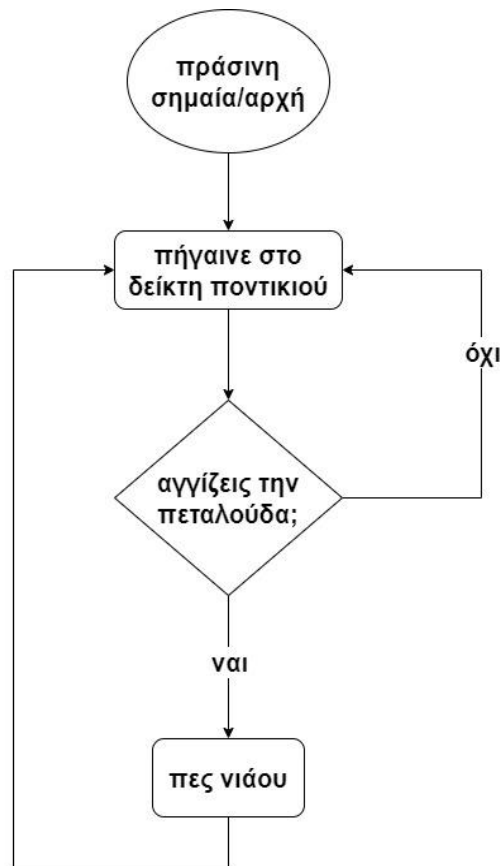 πράσινη
σημαία/αρχή
πήγαινε στο
δείκτη ποντικιού
όχι
αγγίζεις την
πεταλούδα;
ναι
πες νιάου